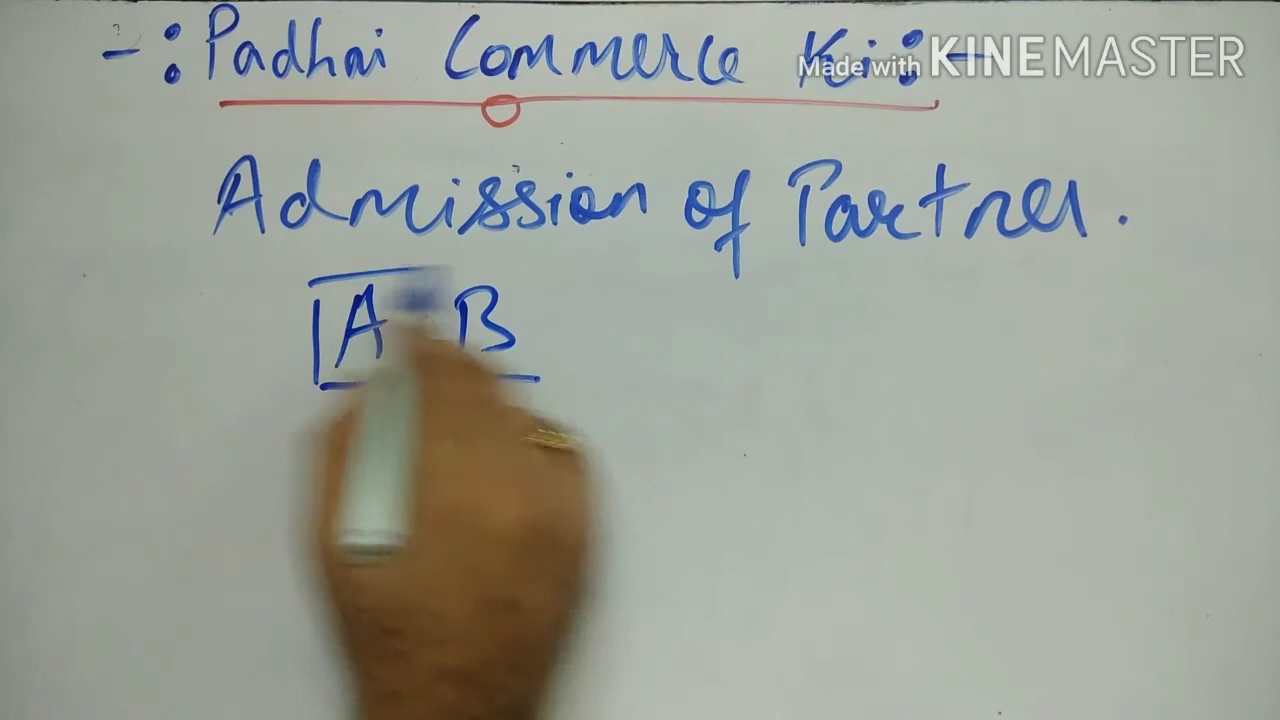 -: Padhai Commerce Ki :-
Made with KINEMASTER
Admission of Partner.
A B